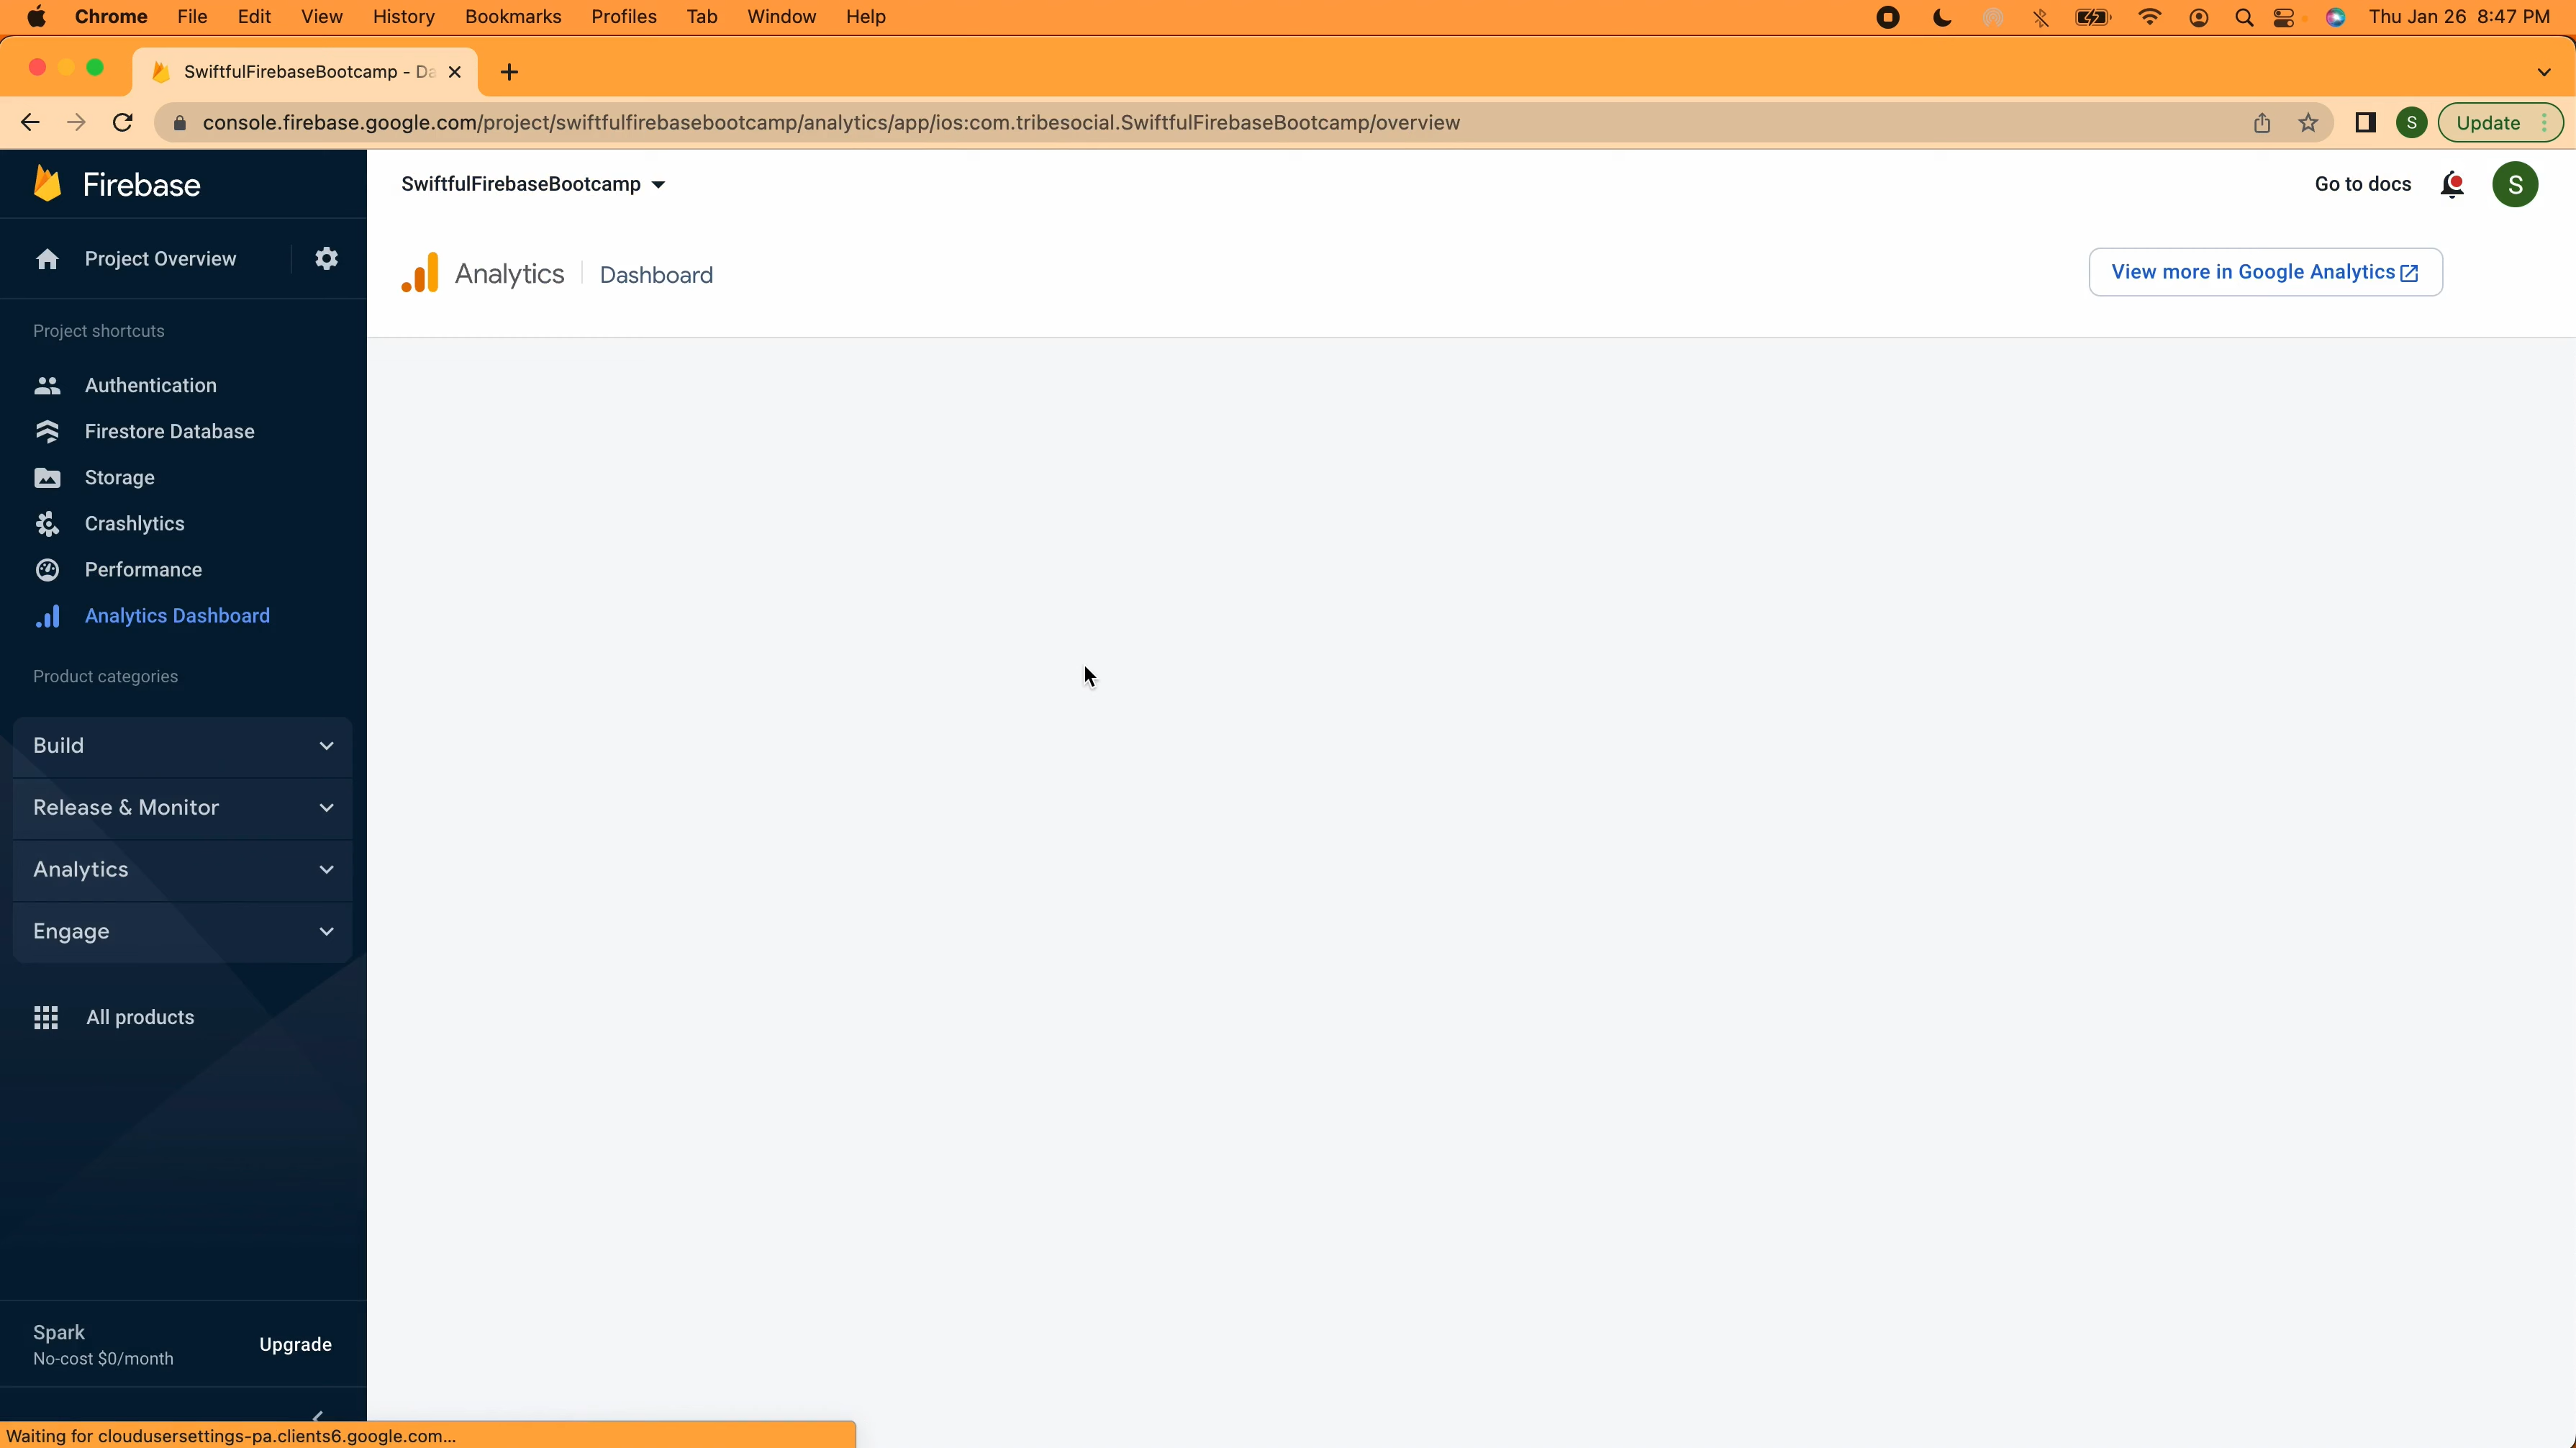 Chrome File Edit View History Bookmarks Profiles Tab Window Help Thu Jan 26 8:47 PM
SwiftfulFirebaseBootcamp - Da
console.firebase.google.com/project/swiftfulfirebasebootcamp/analytics/app/ios:com.tribesocial.SwiftfulFirebaseBootcamp/overview S Update
Firebase
SwiftfulFirebaseBootcamp
Go to docs
S
Project Overview
Analytics Dashboard
View more in Google Analytics
Project shortcuts
Authentication
Firestore Database
Storage
Crashlytics
Performance
Analytics Dashboard
Product categories
Build
Release & Monitor
Analytics
Engage
All products
Spark
No-cost $0/month
Upgrade
Waiting for cloudusersettings-pa.clients6.google.com...